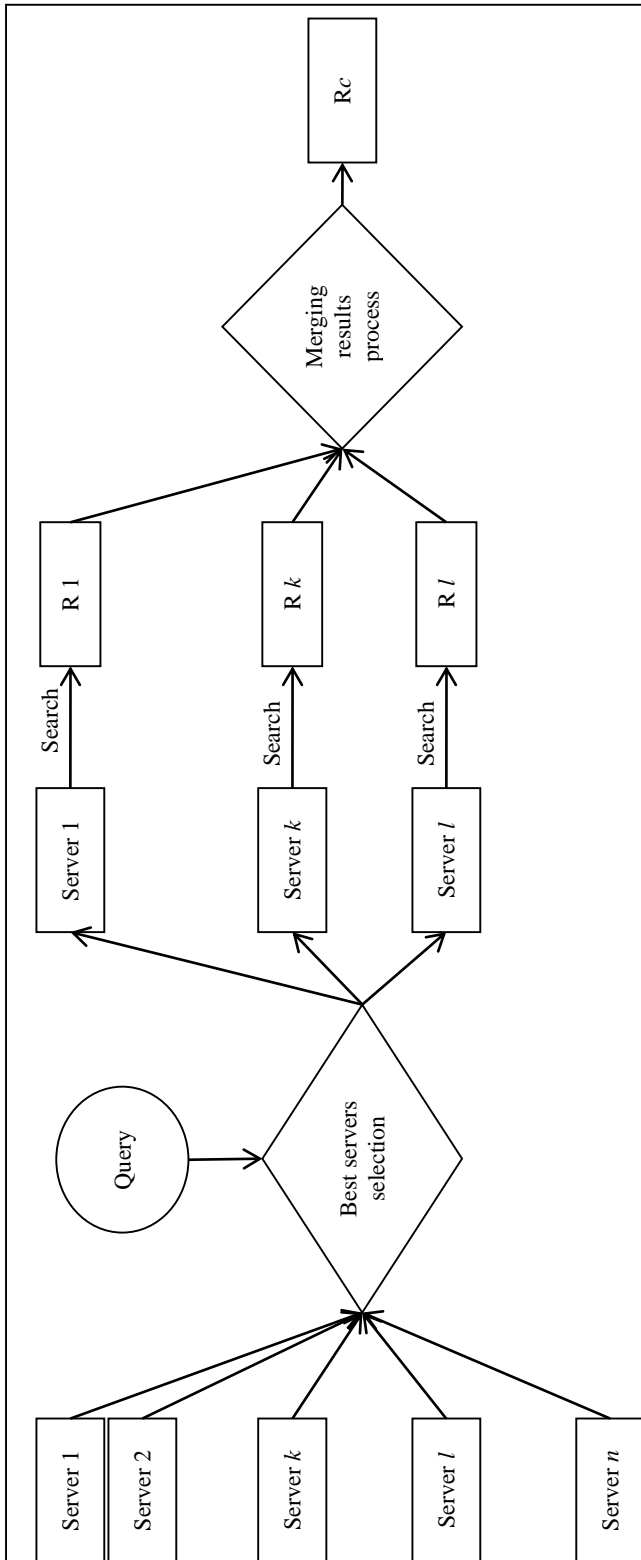 Server 1
Server 2
Server k
Server l
Server n
Query
Best servers
selection
Server 1
Server k
Server l
Search
Search
Search
R 1
R k
R l
Merging
results
process
Rc